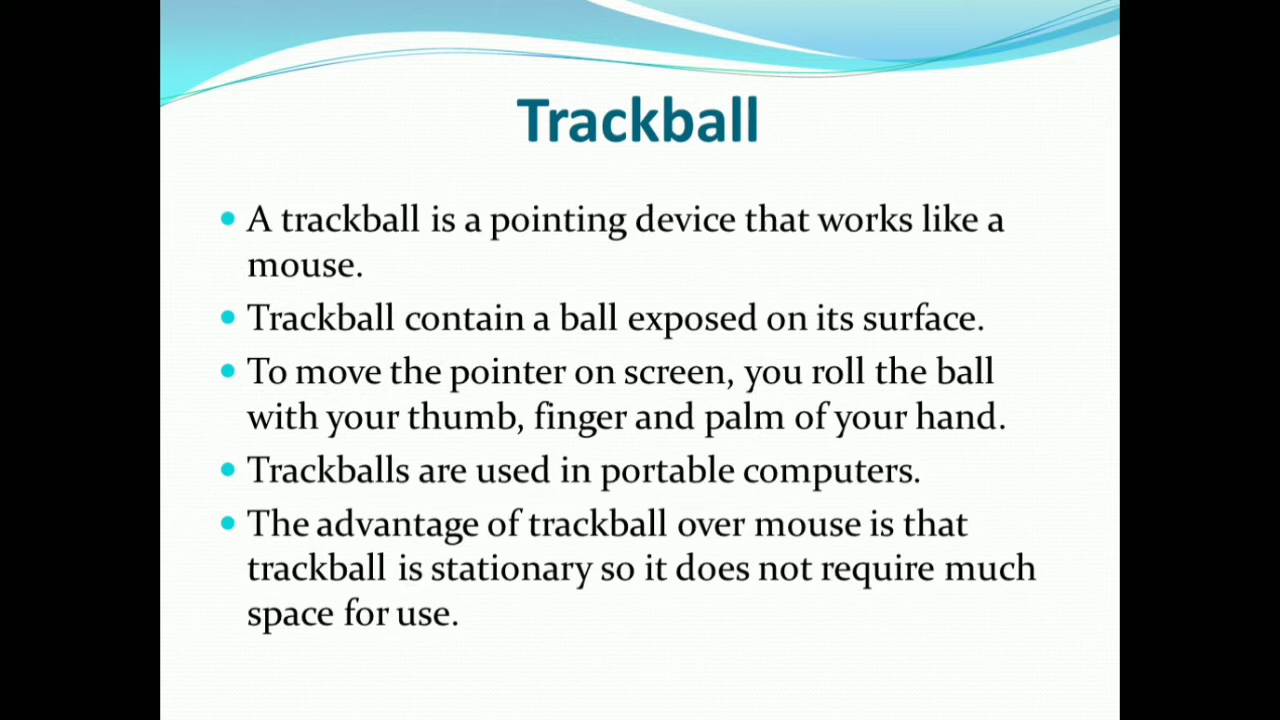 Trackball
• A trackball is a pointing device that works like a
mouse.
• Trackball contain a ball exposed on its surface.
• To move the pointer on screen, you roll the ball
with your thumb, finger and palm of your hand.
• Trackballs are used in portable computers.
• The advantage of trackball over mouse is that
trackball is stationary so it does not require much
space for use.